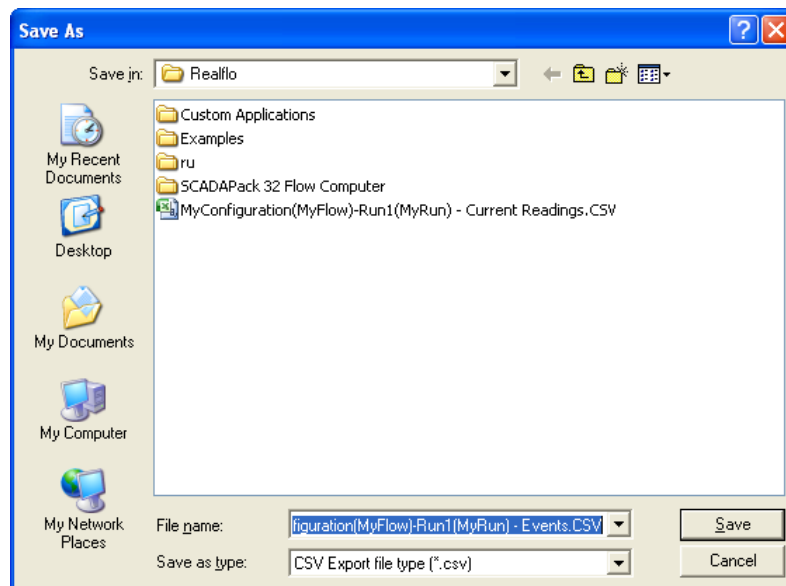 Save As
Save in: Realflo
Custom Applications
Examples
ru
SCADAPack 32 Flow Computer
MyConfiguration(MyFlow)-Run1(MyRun) - Current Readings.CSV
My Recent
Documents
Desktop
My Documents
My Computer
My Network
Places
File name: figuration(MyFlow)-Run1(MyRun) - Events.CSV Save
Save as type: CSV Export file type (*.csv) Cancel